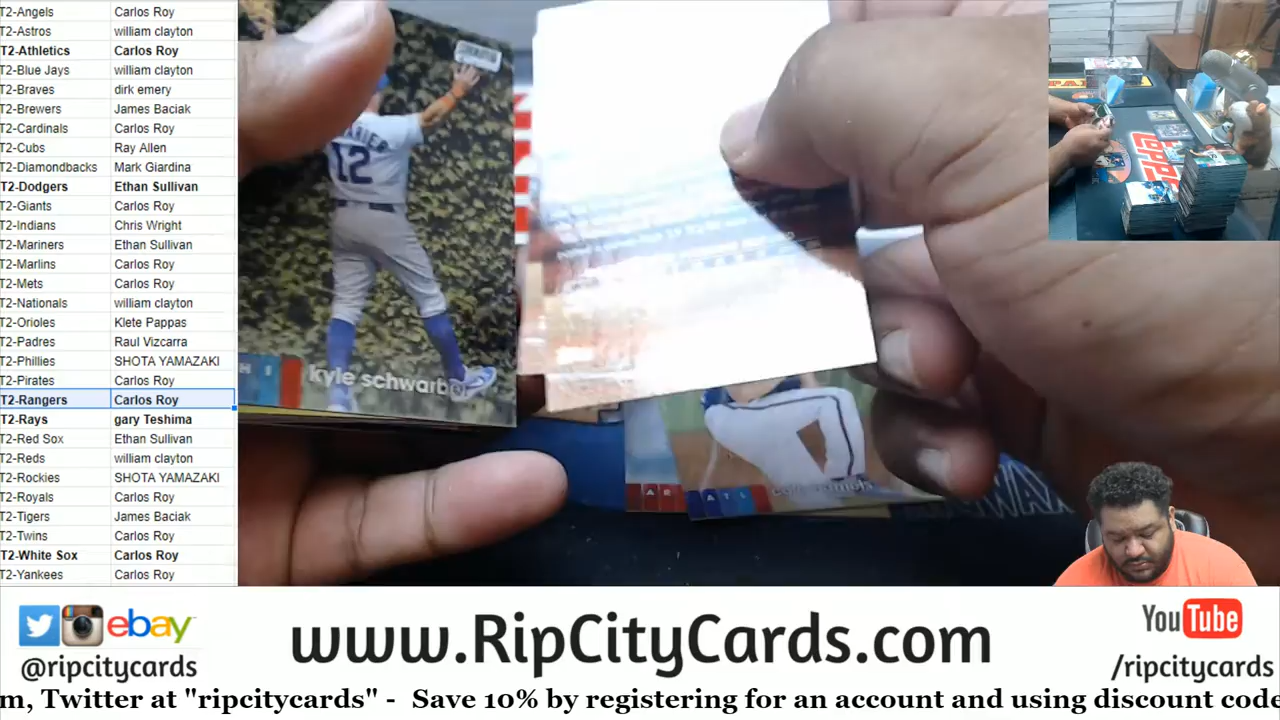 T2-Angels Carlos Roy
T2-Astros william clayton
T2-Athletics Carlos Roy
T2-Blue Jays william clayton
T2-Braves dirk emery
T2-Brewers James Baciak
T2-Cardinals Carlos Roy
T2-Cubs Ray Allen
T2-Diamondbacks Mark Giardina
T2-Dodgers Ethan Sullivan
T2-Giants Carlos Roy
T2-Indians Chris Wright
T2-Mariners Ethan Sullivan
T2-Marlins Carlos Roy
T2-Mets Carlos Roy
T2-Nationals william clayton
T2-Orioles Klete Pappas
T2-Padres Raul Vizcarra
T2-Phillies SHOTA YAMAZAKI
T2-Pirates Carlos Roy
T2-Rangers Carlos Roy
T2-Rays gary Teshima
T2-Red Sox Ethan Sullivan
T2-Reds william clayton
T2-Rockies SHOTA YAMAZAKI
T2-Royals Carlos Roy
T2-Tigers James Baciak
T2-Twins Carlos Roy
T2-White Sox Carlos Roy
T2-Yankees Carlos Roy
12
H I
kyle schwarber
A R
A T L
WAX
TOPPS
ebay
@ripcitycards
www.RipCityCards.com
YouTube
/ripcitycards
m, Twitter at "ripcitycards" - Save 10% by registering for an account and using discount code